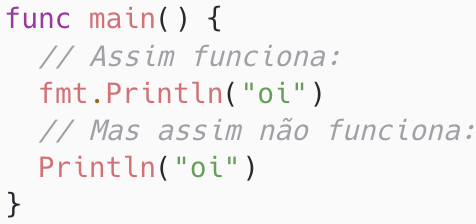 func main() {
// Assim funciona:
fmt.Println("oi")
// Mas assim não funciona:
Println("oi")
}